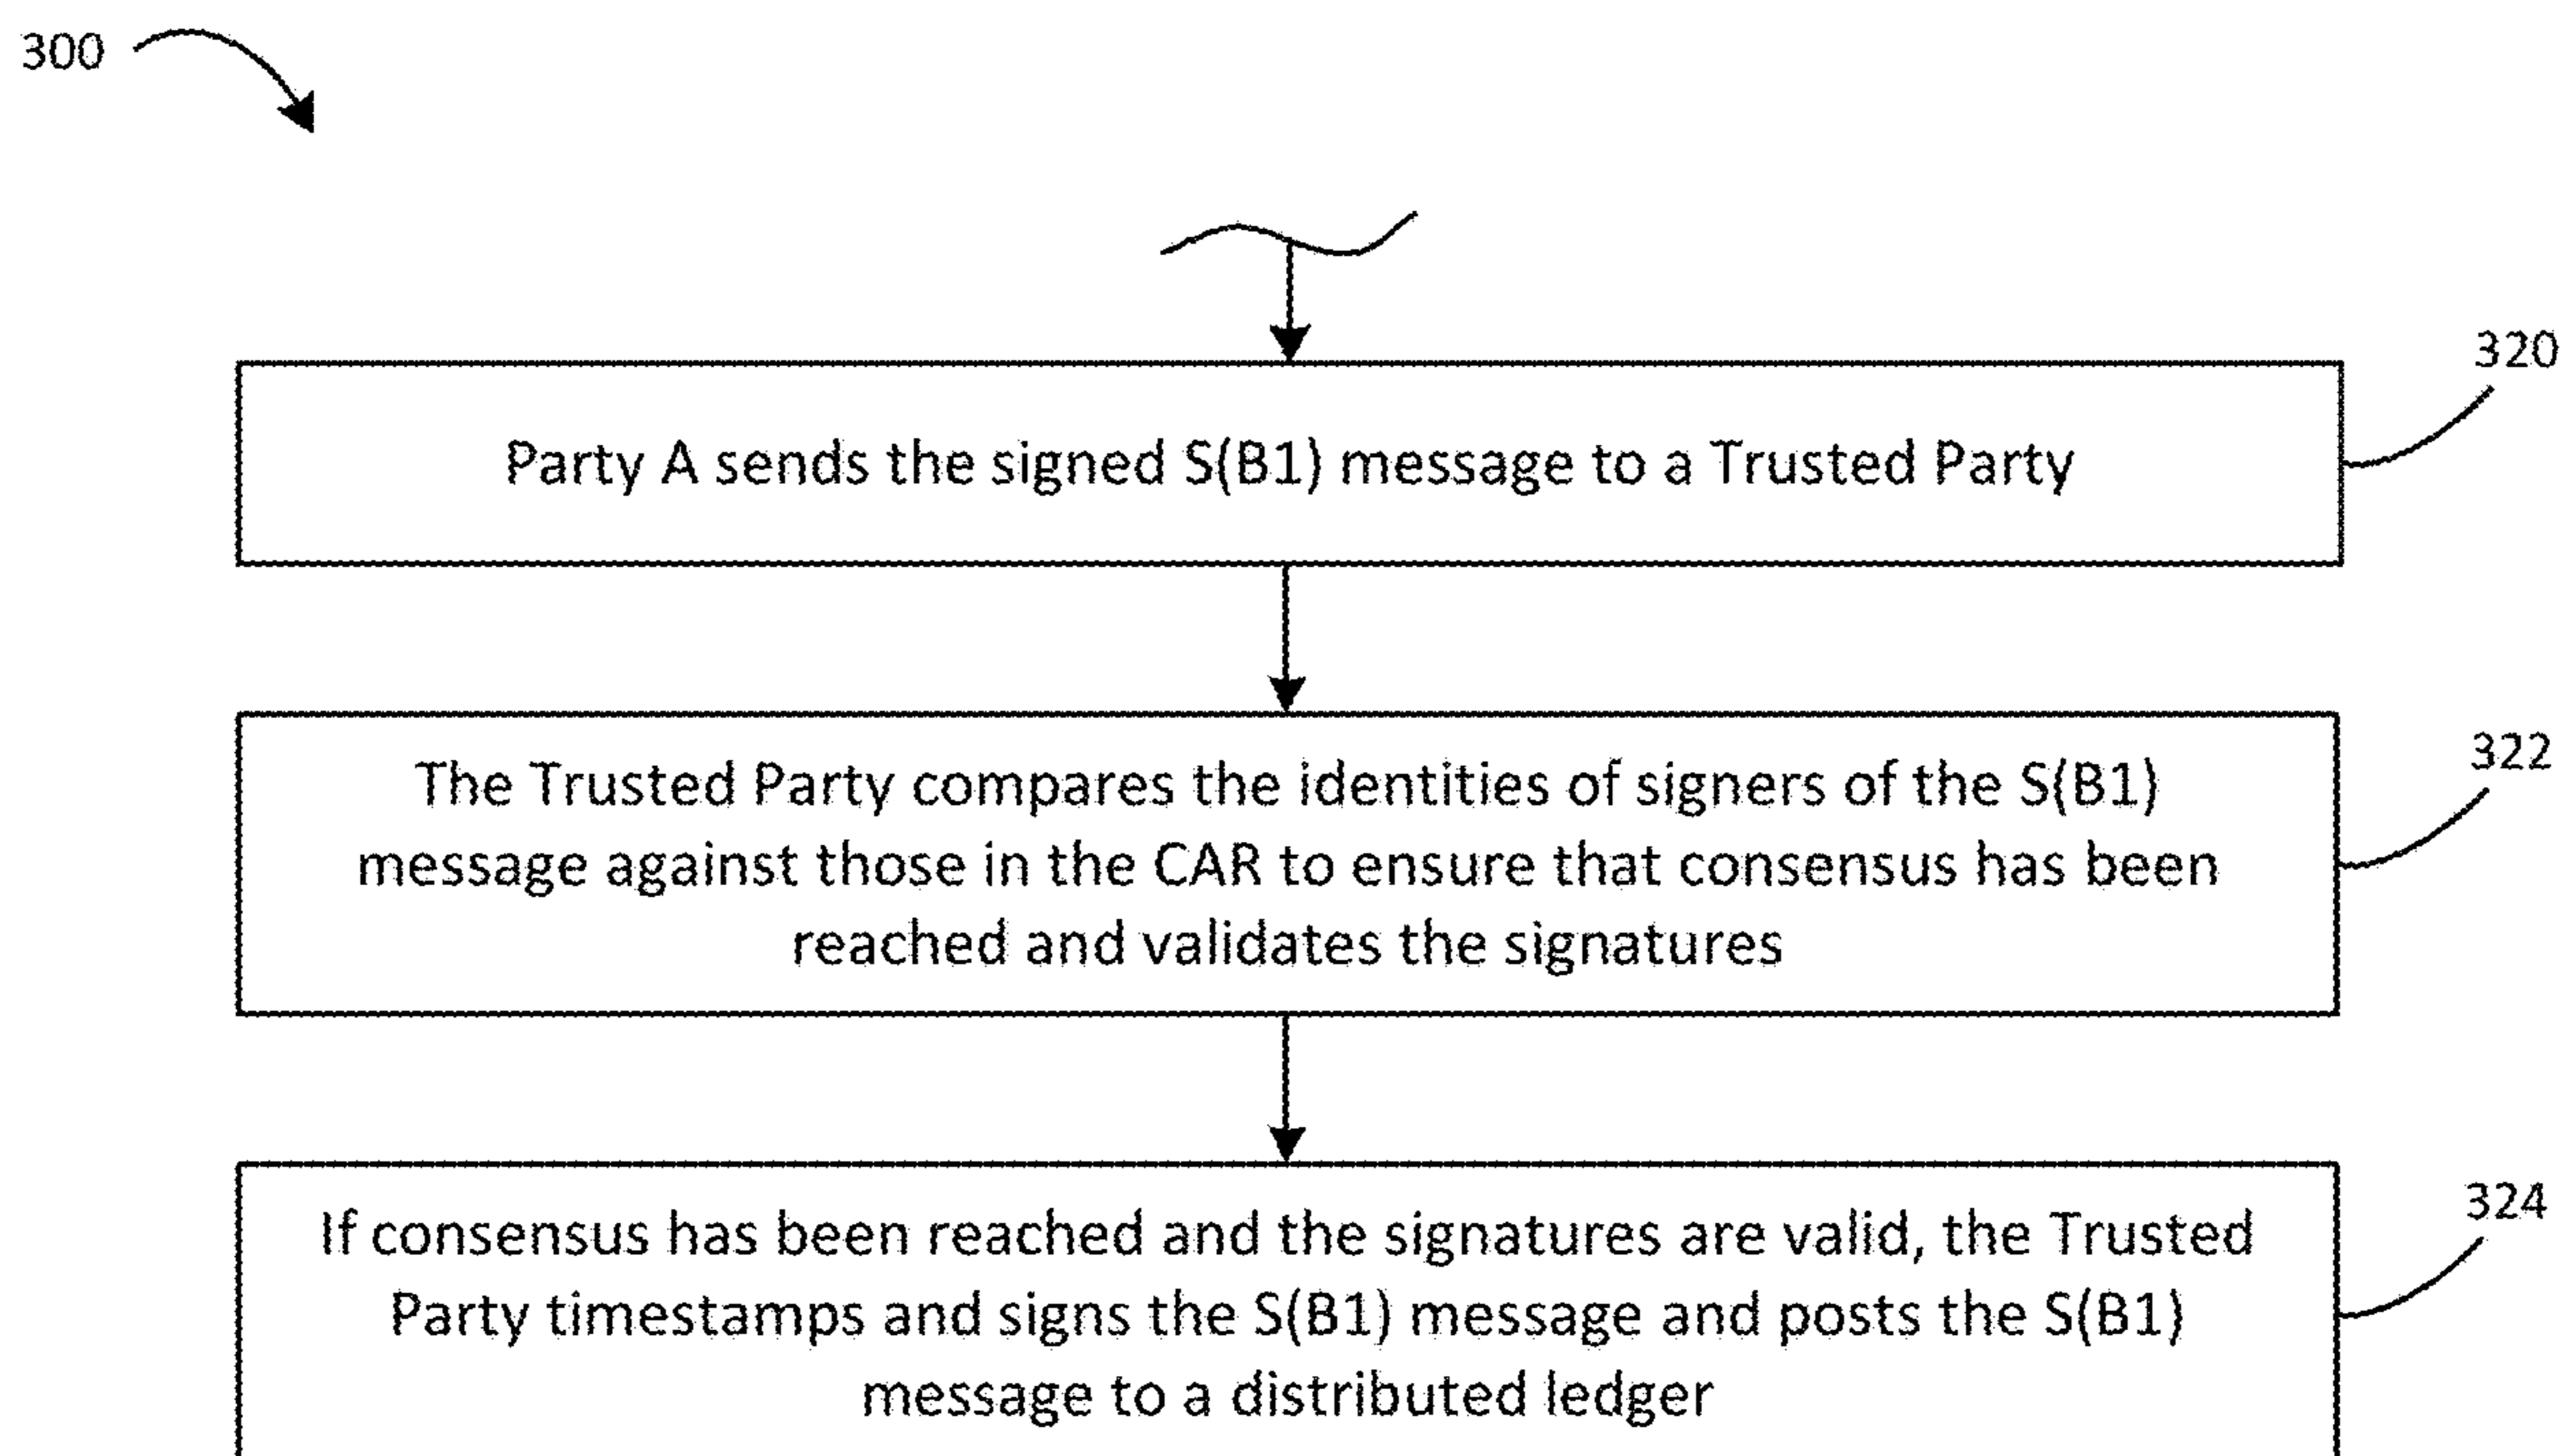 300
320
Party A sends the signed S(B1) message to a Trusted Party
322
The Trusted Party compares the identities of signers of the S(B1)
message against those in the CAR to ensure that consensus has been
reached and validates the signatures
324
If consensus has been reached and the signatures are valid, the Trusted
Party timestamps and signs the S(B1) message and posts the S(B1)
message to a distributed ledger